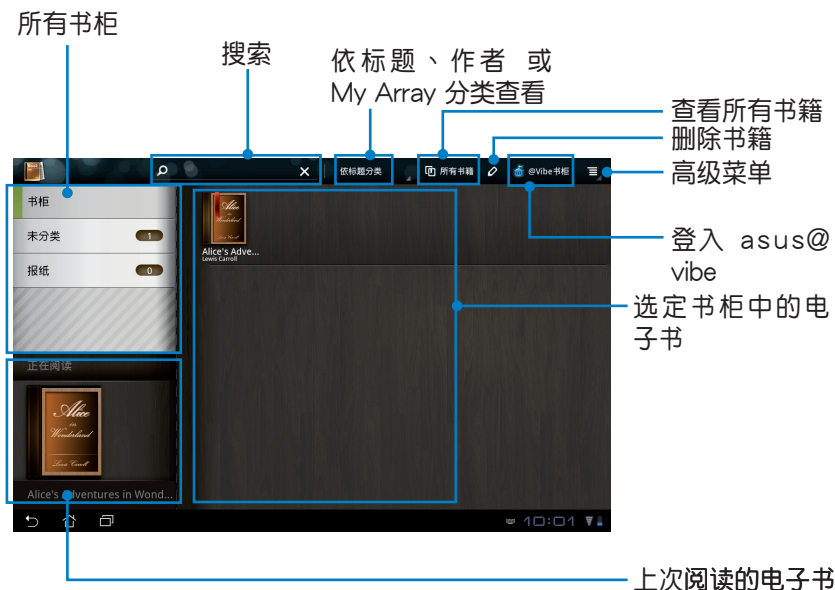 所有书柜
搜索
依标题、作者 或
My Array 分类查看
查看所有书籍
删除书籍
高级菜单
依标题分类
所有书籍
@Vibe书柜
书柜
未分类
1
报纸
0
Alice
in
Wonderland
Alice's Adve...
Lewis Carroll
登入 asus@
vibe
选定书柜中的电
子书
正在阅读
Alice
in
Wonderland
Lewis Carroll
Alice's Adventures in Wond...
10:01
上次阅读的电子书